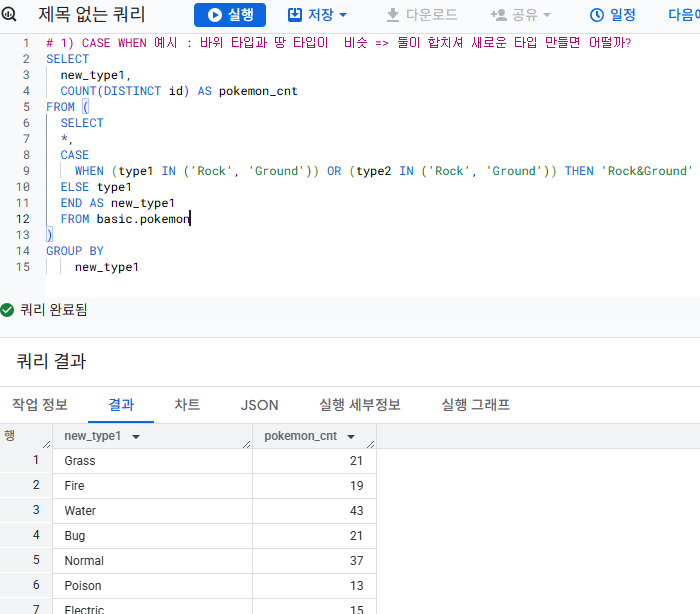 제목 없는 쿼리 실행 저장 공유 다운로드 일정 다음에
1 # 1) CASE WHEN 예시 : 바위 타입과 땅 타입이 비슷 => 둘이 합치셔 새로운 타입 만들면 어떨까?
2 SELECT
3 new_type1,
4 COUNT(DISTINCT id) AS pokemon_cnt
5 FROM (
6 SELECT
7 *,
8 CASE
9 WHEN (type1 IN ('Rock', 'Ground')) OR (type2 IN ('Rock', 'Ground')) THEN 'Rock&Ground'
10 ELSE type1
11 END AS new_type1
12 FROM basic.pokemon
13 )
14 GROUP BY
15 new_type1
쿼리 완료됨
쿼리 결과
작업 정보 결과 차트 JSON 실행 세부정보 실행 그래프
행 new_type1 pokemon_cnt
1 Grass 21
2 Fire 19
3 Water 43
4 Bug 21
5 Normal 37
6 Poison 13
7 Electric 15